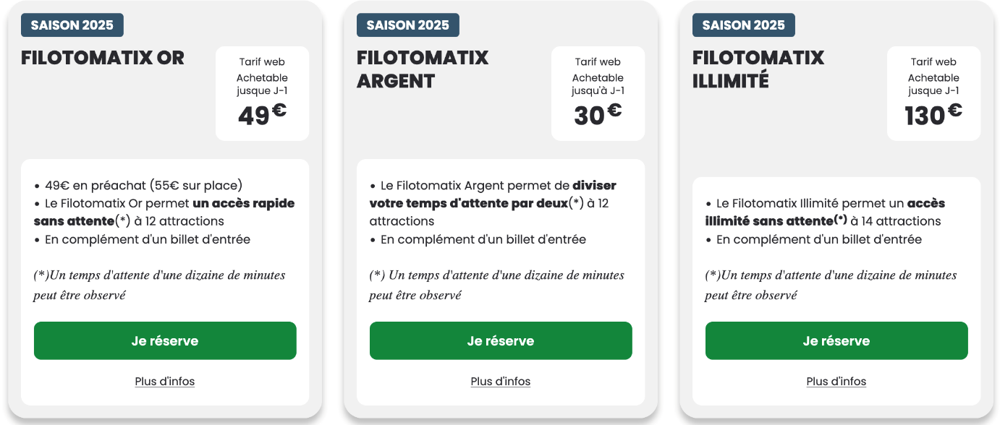 SAISON 2025
FILOTOMATIX OR
Tarif web
Achetable
jusque J-1
49€
• 49€ en préachat (55€ sur place)
• Le Filotomatix Or permet un accès rapide
sans attente(*) à 12 attractions
• En complément d'un billet d'entrée
(*)Un temps d'attente d'une dizaine de minutes
peut être observé
Je réserve
Plus d'infos
SAISON 2025
FILOTOMATIX
ARGENT
Tarif web
Achetable
jusqu'à J-1
30€
• Le Filotomatix Argent permet de diviser
votre temps d'attente par deux(*) à 12
attractions
• En complément d'un billet d'entrée
(*) Un temps d'attente d'une dizaine de minutes
peut être observé
Je réserve
Plus d'infos
SAISON 2025
FILOTOMATIX
ILLIMITÉ
Tarif web
Achetable
jusque J-1
130€
• Le Filotomatix Illimité permet un accès
illimité sans attente(*) à 14 attractions
• En complément d'un billet d'entrée
(*)Un temps d'attente d'une dizaine de minutes
peut être observé
Je réserve
Plus d'infos